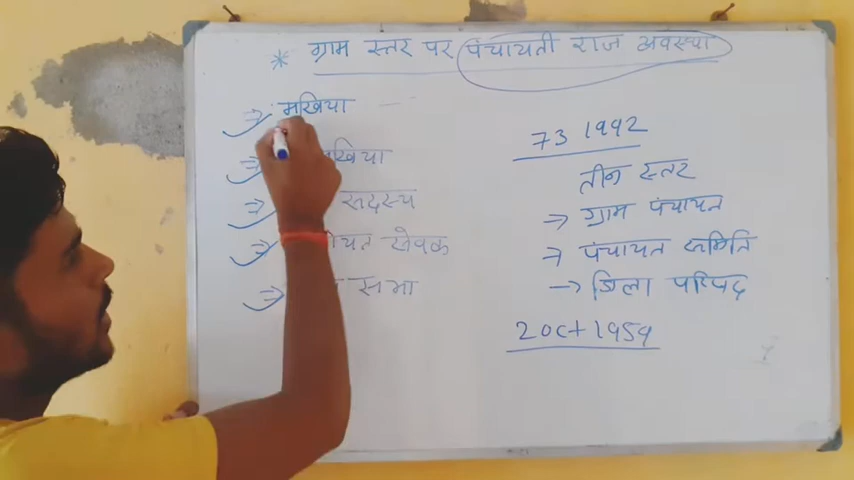 * ग्राम स्तर पर पंचायती राज अवस्था
⇒ मुखिया
⇒ खिया
⇒ सदस्य
⇒ यत सेवक
⇒ सभा
73 1992
तीन स्तर
⇒ ग्राम पंचायत
⇒ पंचायत समिति
→ जिला परिषद
2 Oct 1959